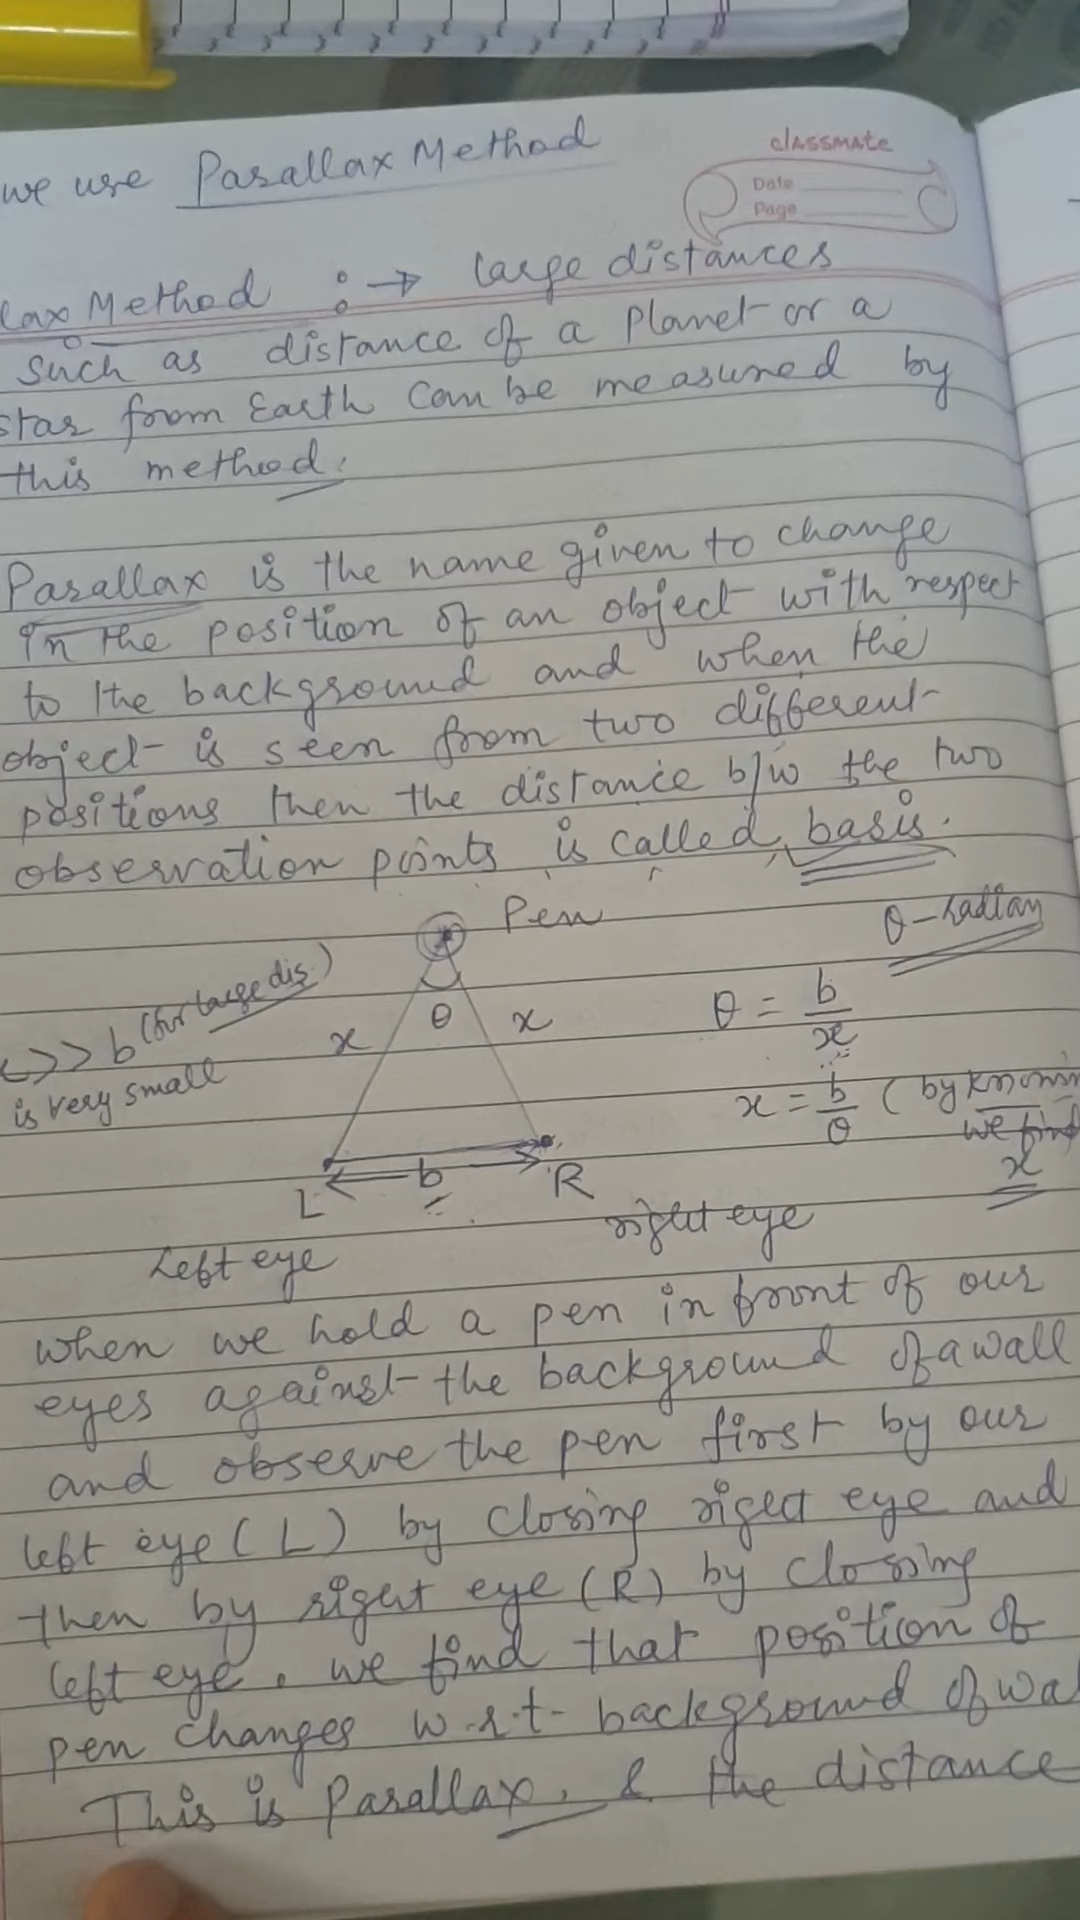 classmate
Date
Page
we use Parallax Method
lax Method :→ large distances
such as distance of a planet or a
star from Earth can be measured by
this method.
Parallax is the name given to change
in the position of an object with respect
to the background and when the
object is seen from two different
positions then the distance b/w the two
observation points is called, basis.
Pen
θ - radian
>> b (for large dis.)
is very small
x
θ
x
θ = b/x
x = b/θ (by
we find
x
L
b
R
Left eye
right eye
when we hold a pen in front of our
eyes against the background of a wall
and observe the pen first by our
left eye (L) by closing right eye and
then by right eye (R) by closing
left eye. we find that position of
pen changes w.r.t. background of wal
This is Parallax. & the distance